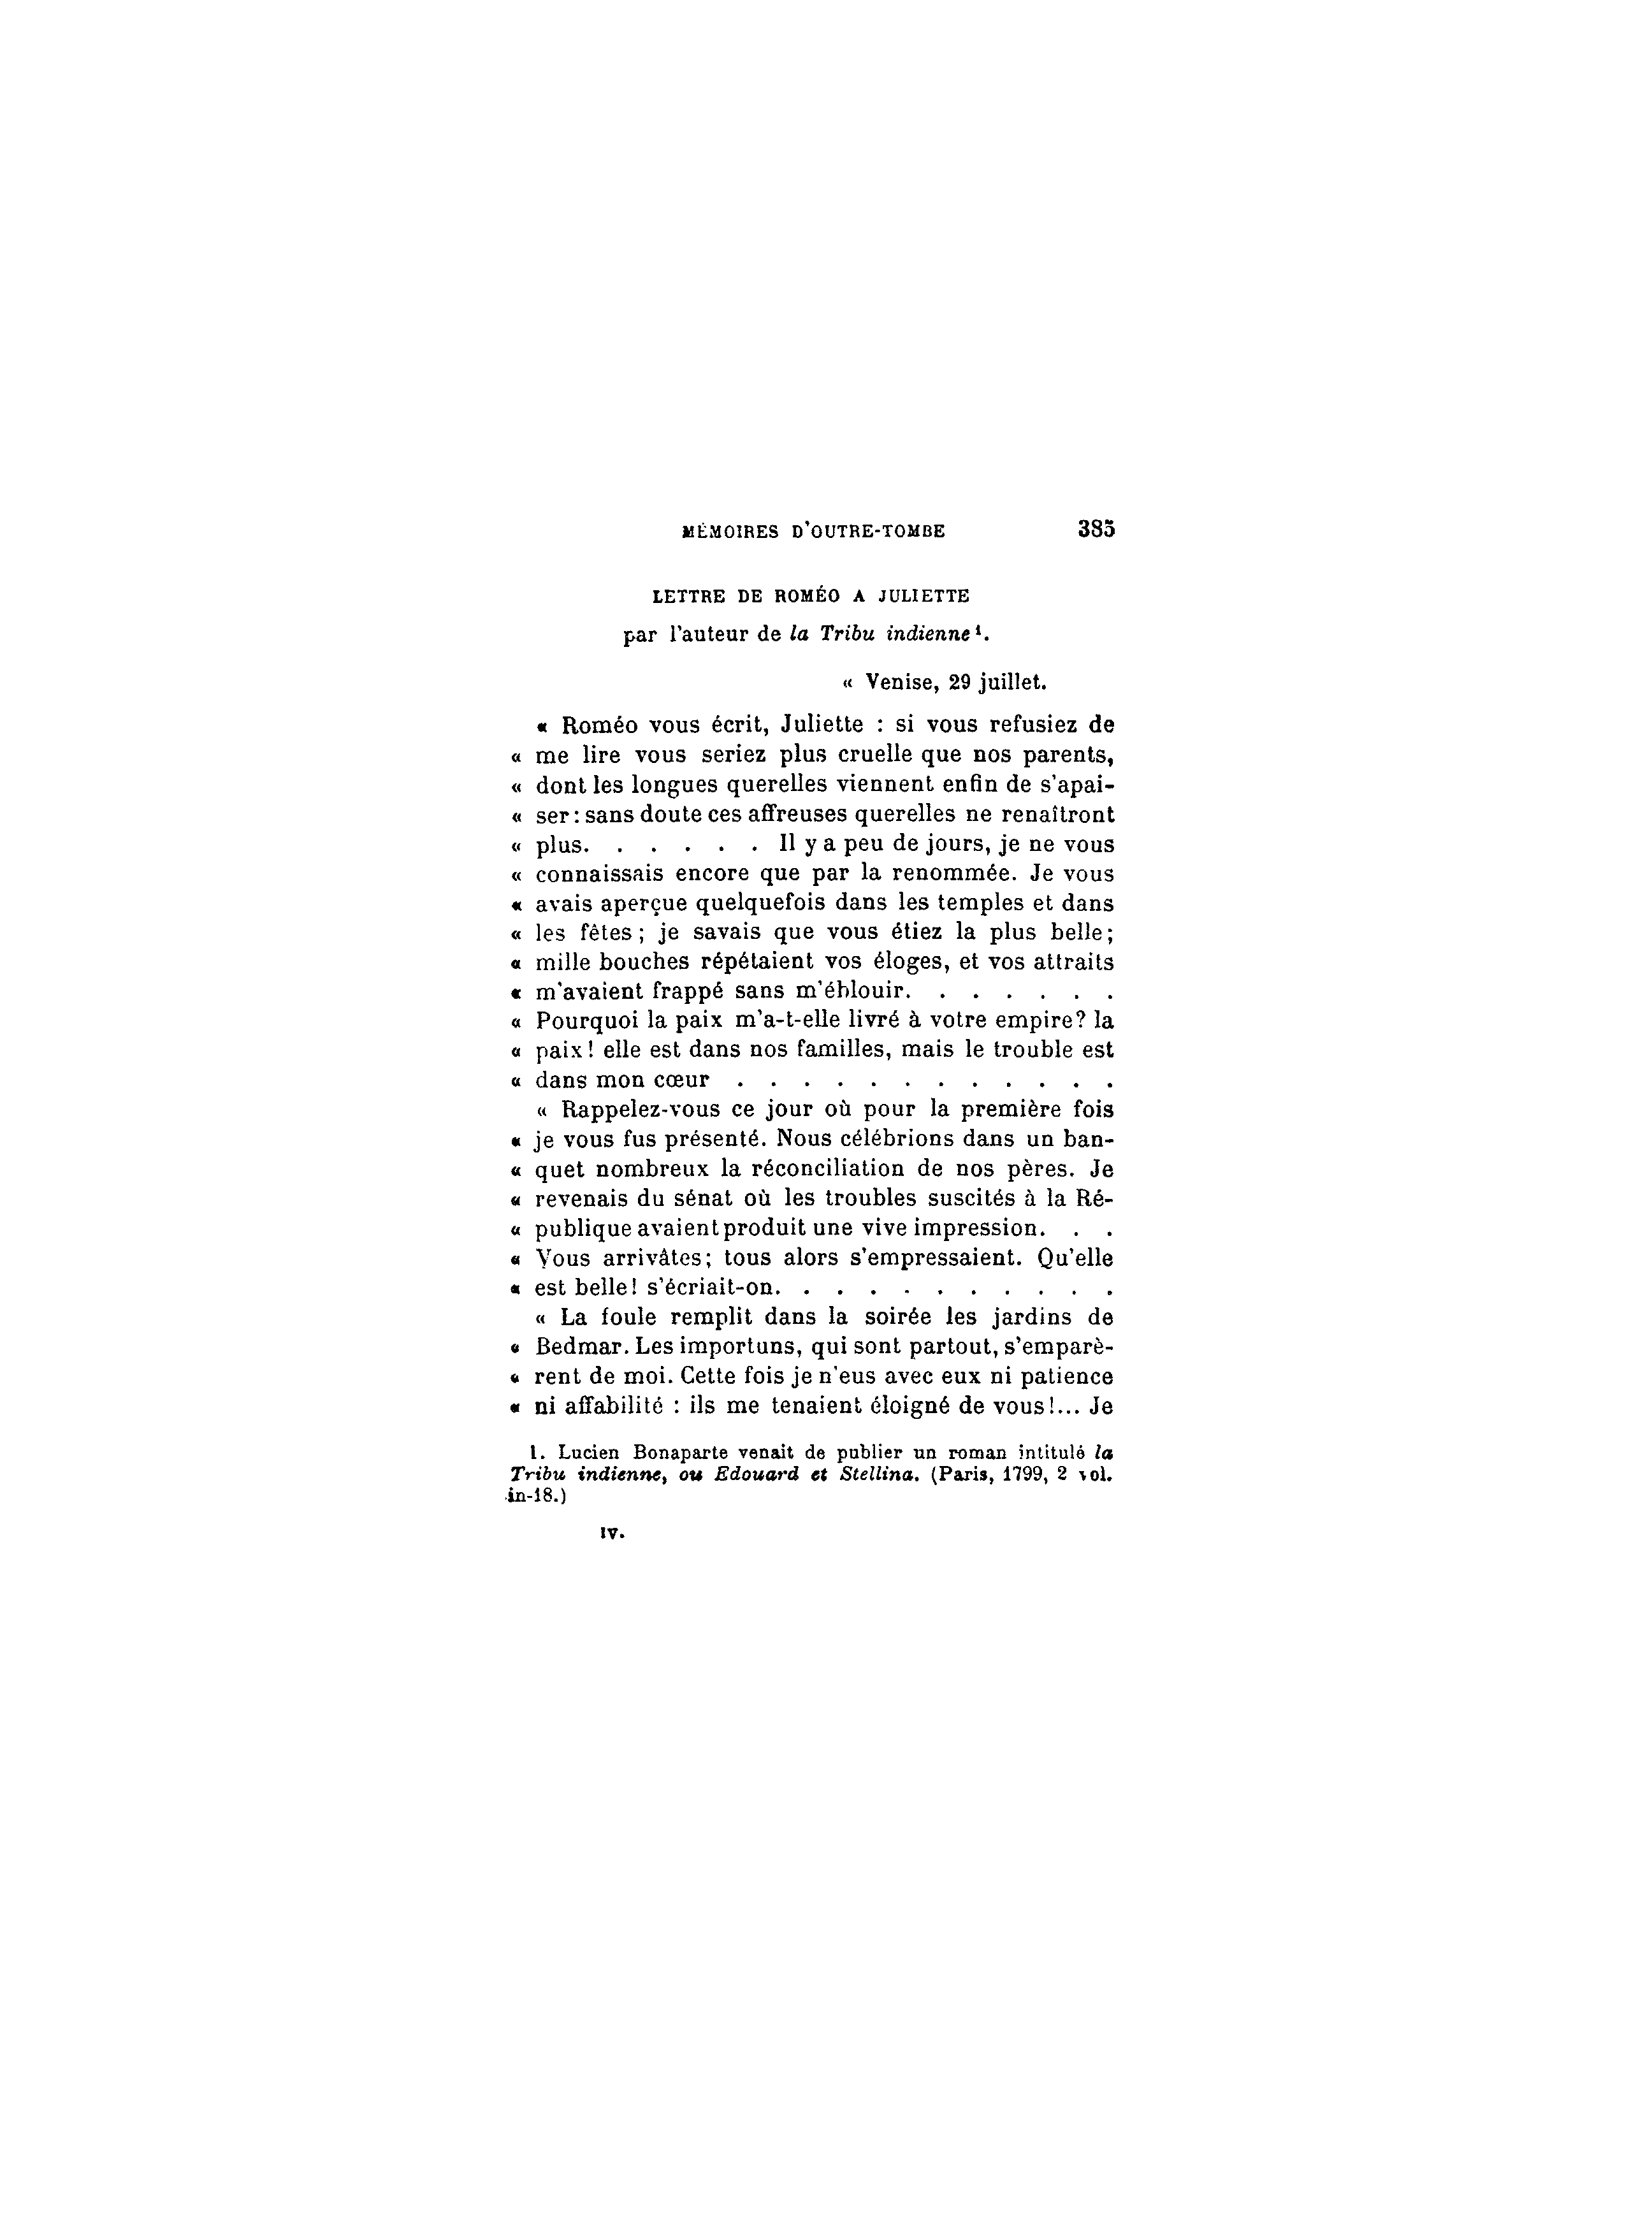 MÉMOIRES D'OUTRE-TOMBE 385
LETTRE DE ROMÉO A JULIETTE
par l'auteur de la Tribu indienne¹.
« Venise, 29 juillet.
« Roméo vous écrit, Juliette : si vous refusiez de
« me lire vous seriez plus cruelle que nos parents,
« dont les longues querelles viennent enfin de s'apai-
« ser : sans doute ces affreuses querelles ne renaîtront
« plus. . . . . . Il y a peu de jours, je ne vous
« connaissais encore que par la renommée. Je vous
« avais aperçue quelquefois dans les temples et dans
« les fêtes ; je savais que vous étiez la plus belle ;
« mille bouches répétaient vos éloges, et vos attraits
« m'avaient frappé sans m'éblouir. . . . . . .
« Pourquoi la paix m'a-t-elle livré à votre empire? la
« paix! elle est dans nos familles, mais le trouble est
« dans mon cœur . . . . . . . . . . . .
« Rappelez-vous ce jour où pour la première fois
« je vous fus présenté. Nous célébrions dans un ban-
« quet nombreux la réconciliation de nos pères. Je
« revenais du sénat où les troubles suscités à la Ré-
« publique avaient produit une vive impression. . .
« Vous arrivâtes; tous alors s'empressaient. Qu'elle
« est belle! s'écriait-on. . . . . . . . . . .
« La foule remplit dans la soirée les jardins de
« Bedmar. Les importuns, qui sont partout, s'emparè-
« rent de moi. Cette fois je n'eus avec eux ni patience
« ni affabilité : ils me tenaient éloigné de vous!... Je
1. Lucien Bonaparte venait de publier un roman intitulé la
Tribu indienne, ou Edouard et Stellina. (Paris, 1799, 2 vol.
in-18.)
IV.